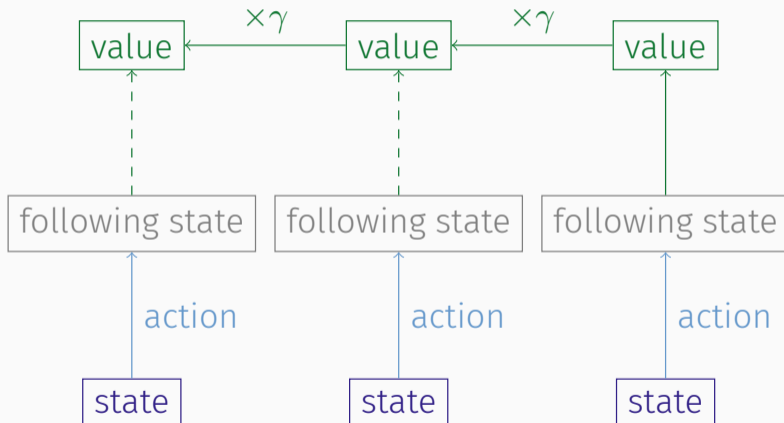 ×γ ×γ
value value value
following state following state following state
action action action
state state state